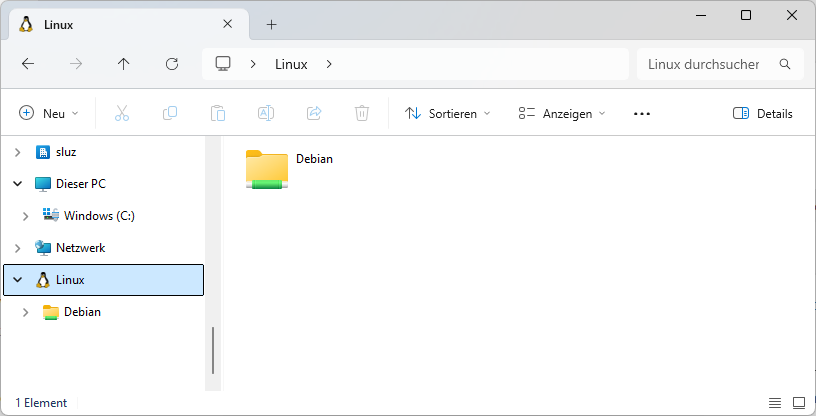 Linux
Linux
Linux durchsuchen
Neu
Sortieren
Anzeigen
Details
sluz
Dieser PC
Windows (C:)
Netzwerk
Linux
Debian
Debian
1 Element